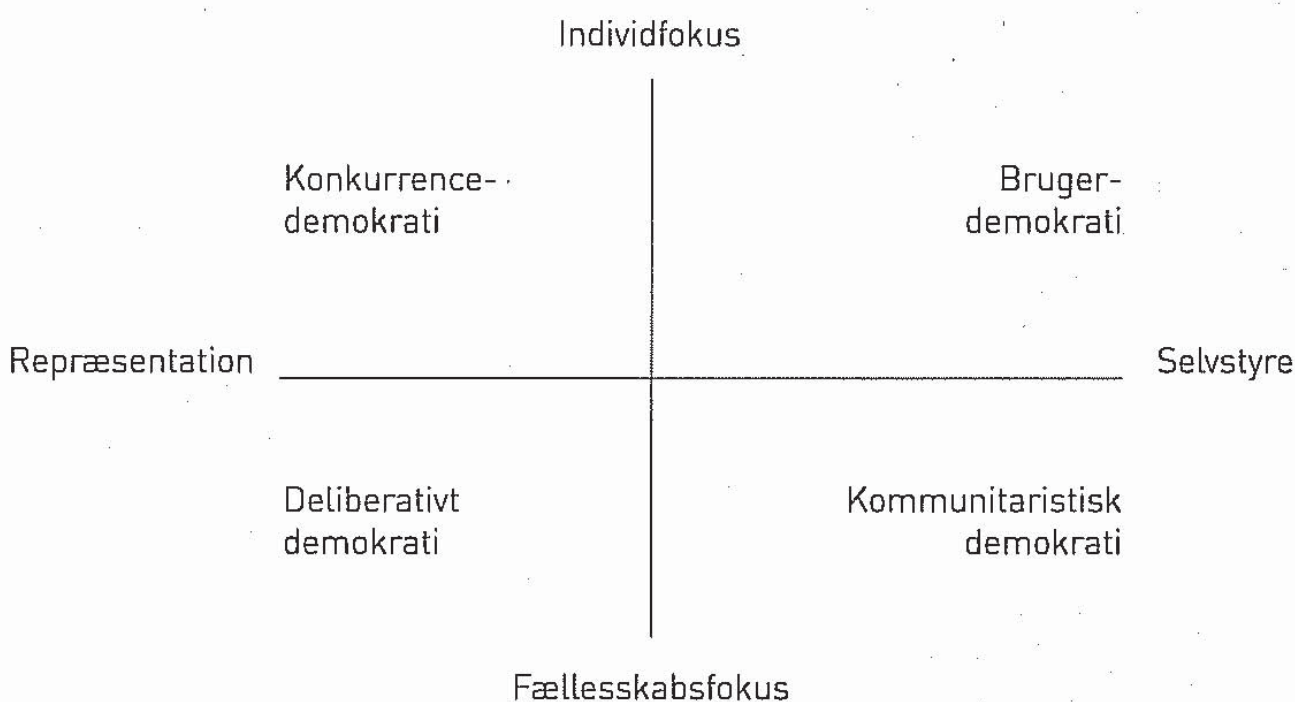 Individfokus
Konkurrence-
demokrati
Bruger-
demokrati
Repræsentation
Selvstyre
Deliberativt
demokrati
Kommunitaristisk
demokrati
Fællesskabsfokus